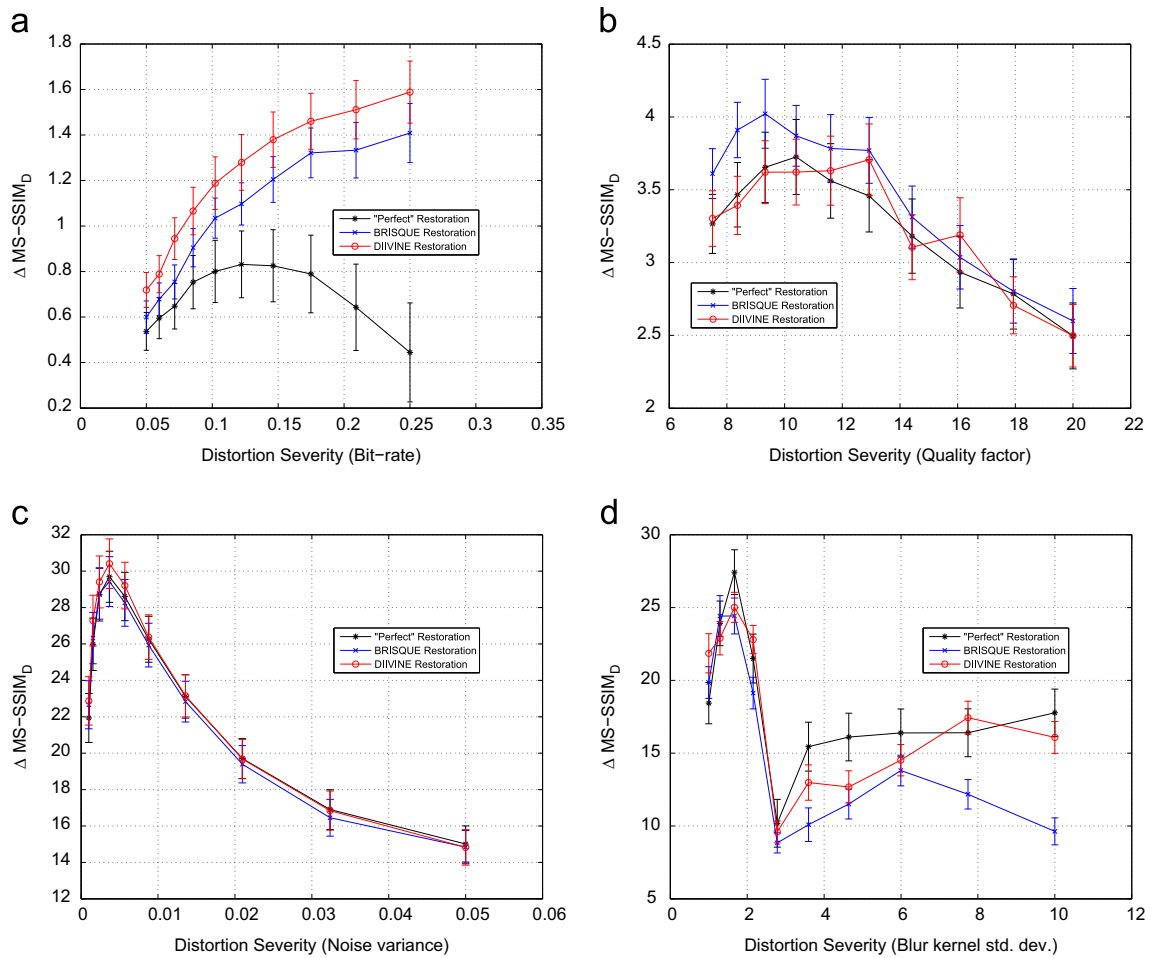 a
Δ MS−SSIM_D
1.8
1.6
1.4
1.2
1
0.8
0.6
0.4
0.2
"Perfect" Restoration
BRISQUE Restoration
DIIVINE Restoration
0 0.05 0.1 0.15 0.2 0.25 0.3 0.35
Distortion Severity (Bit−rate)
b
Δ MS−SSIM_D
4.5
4
3.5
3
2.5
2
"Perfect" Restoration
BRISQUE Restoration
DIIVINE Restoration
6 8 10 12 14 16 18 20 22
Distortion Severity (Quality factor)
c
Δ MS−SSIM_D
32
30
28
26
24
22
20
18
16
14
12
"Perfect" Restoration
BRISQUE Restoration
DIIVINE Restoration
0 0.01 0.02 0.03 0.04 0.05 0.06
Distortion Severity (Noise variance)
d
Δ MS−SSIM_D
30
25
20
15
10
5
"Perfect" Restoration
BRISQUE Restoration
DIIVINE Restoration
0 2 4 6 8 10 12
Distortion Severity (Blur kernel std. dev.)